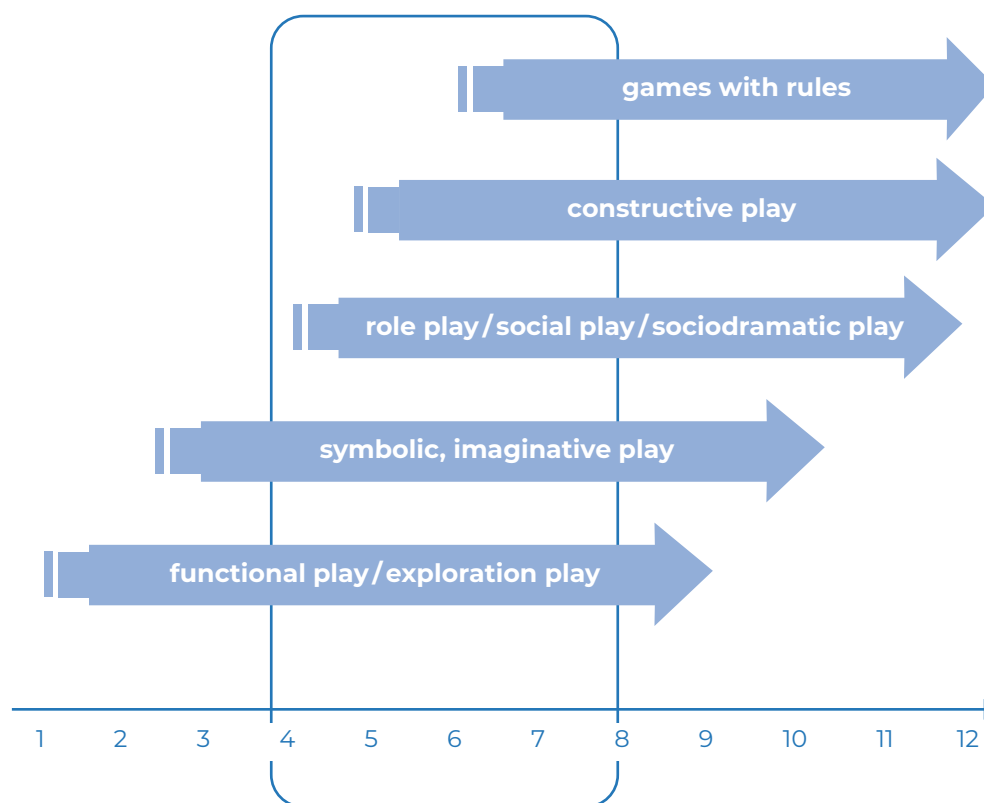 games with rules
constructive play
role play/social play/sociodramatic play
symbolic, imaginative play
functional play/exploration play
1 2 3 4 5 6 7 8 9 10 11 12